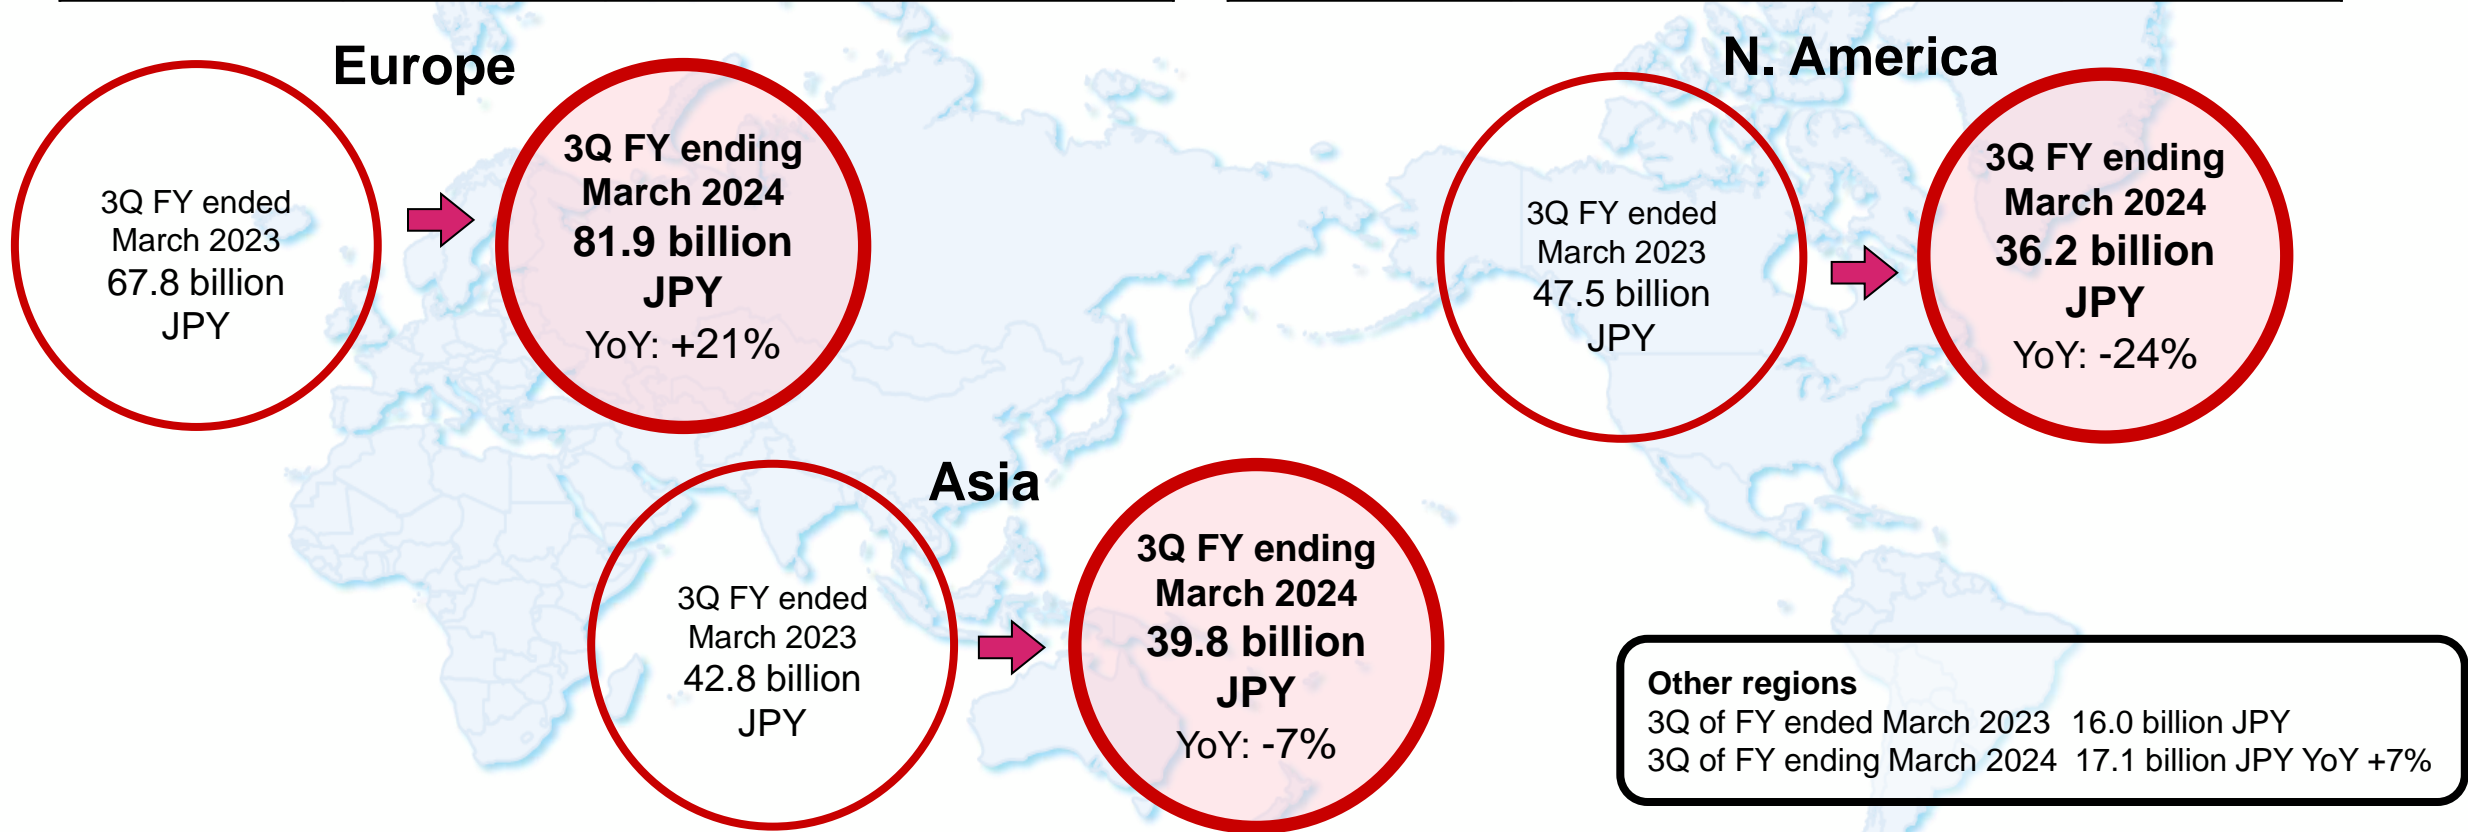 Europe
3Q FY ended
March 2023
67.8 billion
JPY
3Q FY ending
March 2024
81.9 billion
JPY
YoY: +21%
N. America
3Q FY ended
March 2023
47.5 billion
JPY
3Q FY ending
March 2024
36.2 billion
JPY
YoY: -24%
Asia
3Q FY ended
March 2023
42.8 billion
JPY
3Q FY ending
March 2024
39.8 billion
JPY
YoY: -7%
Other regions
3Q of FY ended March 2023 16.0 billion JPY
3Q of FY ending March 2024 17.1 billion JPY YoY +7%